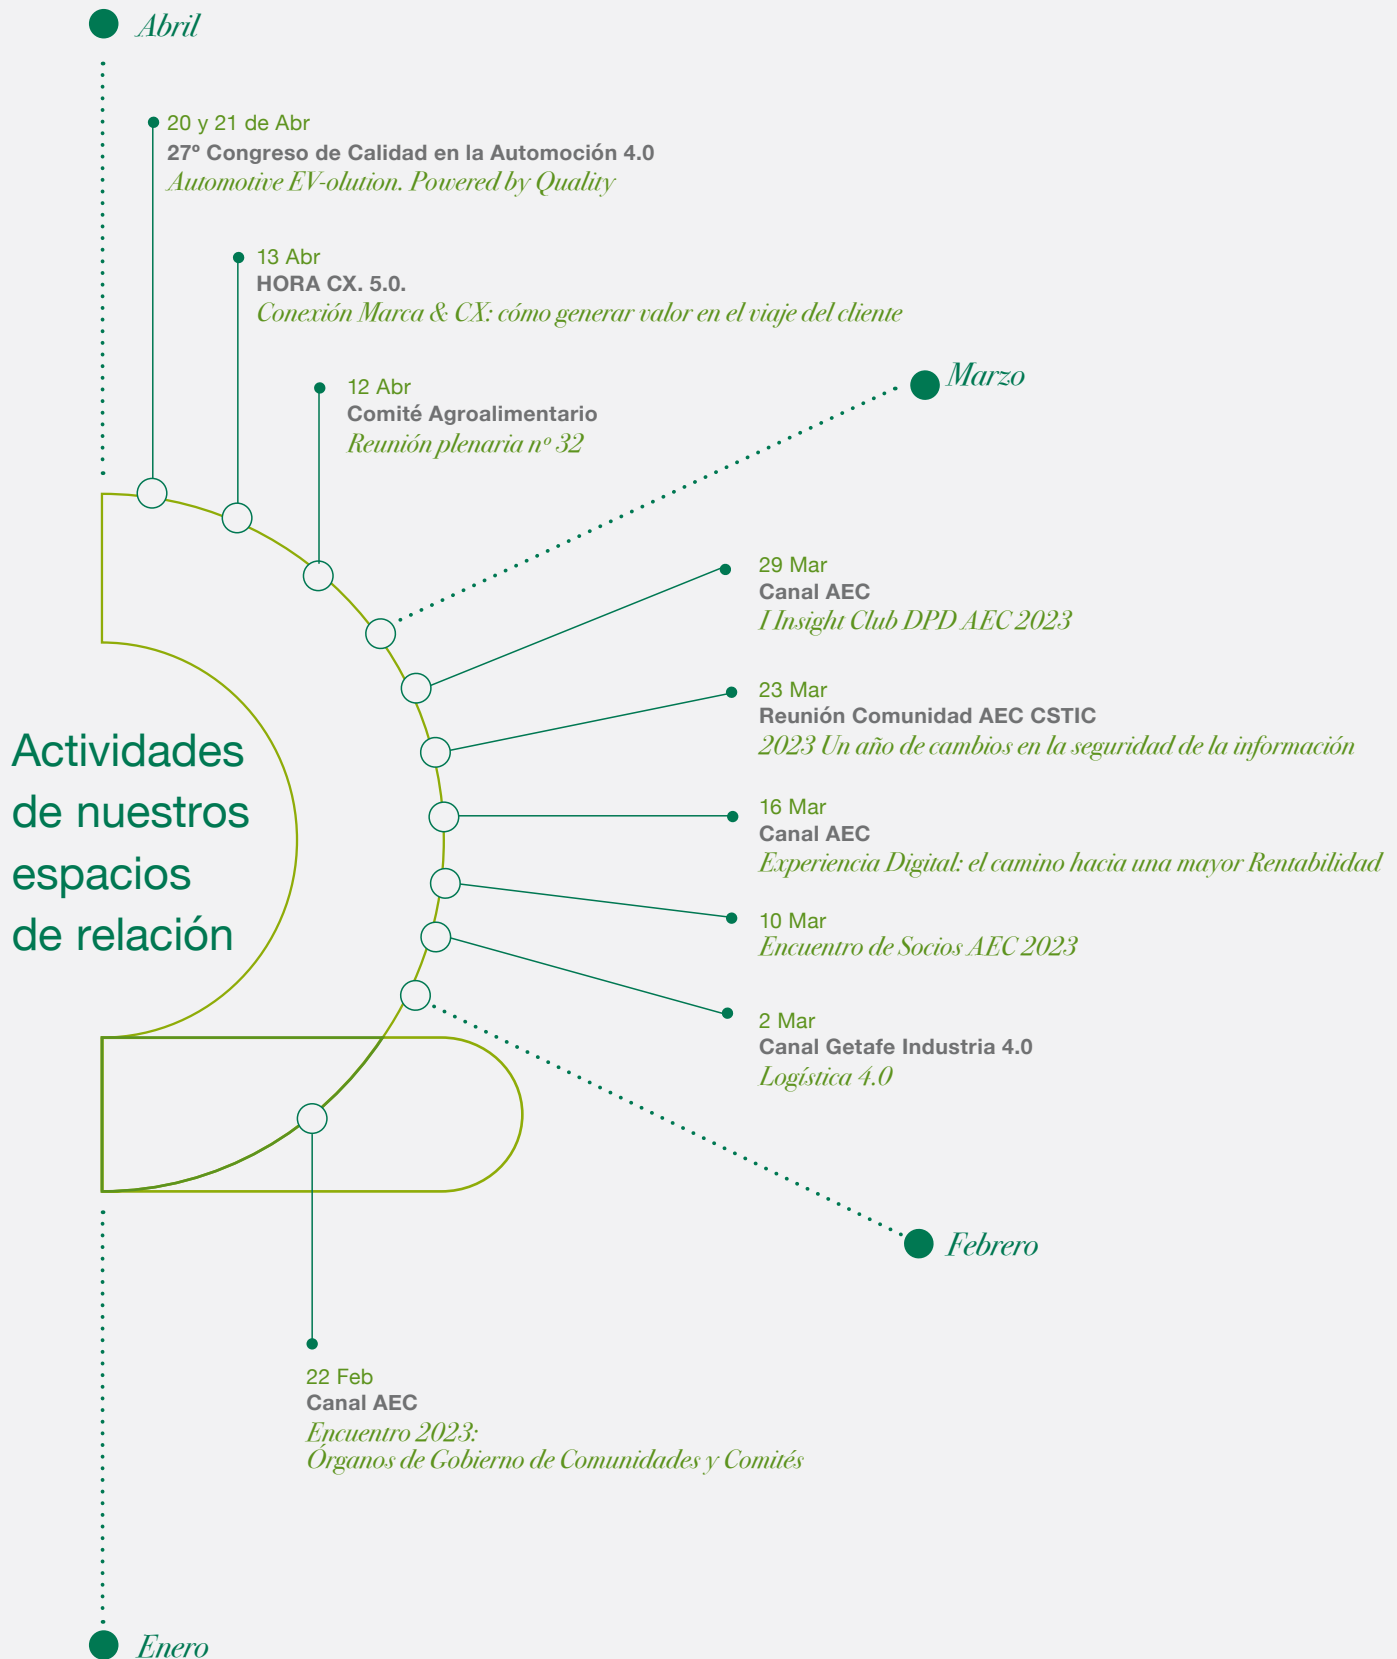 Abril
20 y 21 de Abr
27º Congreso de Calidad en la Automoción 4.0
Automotive EV-olution. Powered by Quality
13 Abr
HORA CX. 5.0.
Conexión Marca & CX: cómo generar valor en el viaje del cliente
12 Abr
Comité Agroalimentario
Reunión plenaria nº 32
Marzo
29 Mar
Canal AEC
I Insight Club DPD AEC 2023
23 Mar
Reunión Comunidad AEC CSTIC
2023 Un año de cambios en la seguridad de la información
16 Mar
Canal AEC
Experiencia Digital: el camino hacia una mayor Rentabilidad
10 Mar
Encuentro de Socios AEC 2023
2 Mar
Canal Getafe Industria 4.0
Logística 4.0
Actividades
de nuestros
espacios
de relación
Febrero
22 Feb
Canal AEC
Encuentro 2023:
Órganos de Gobierno de Comunidades y Comités
Enero